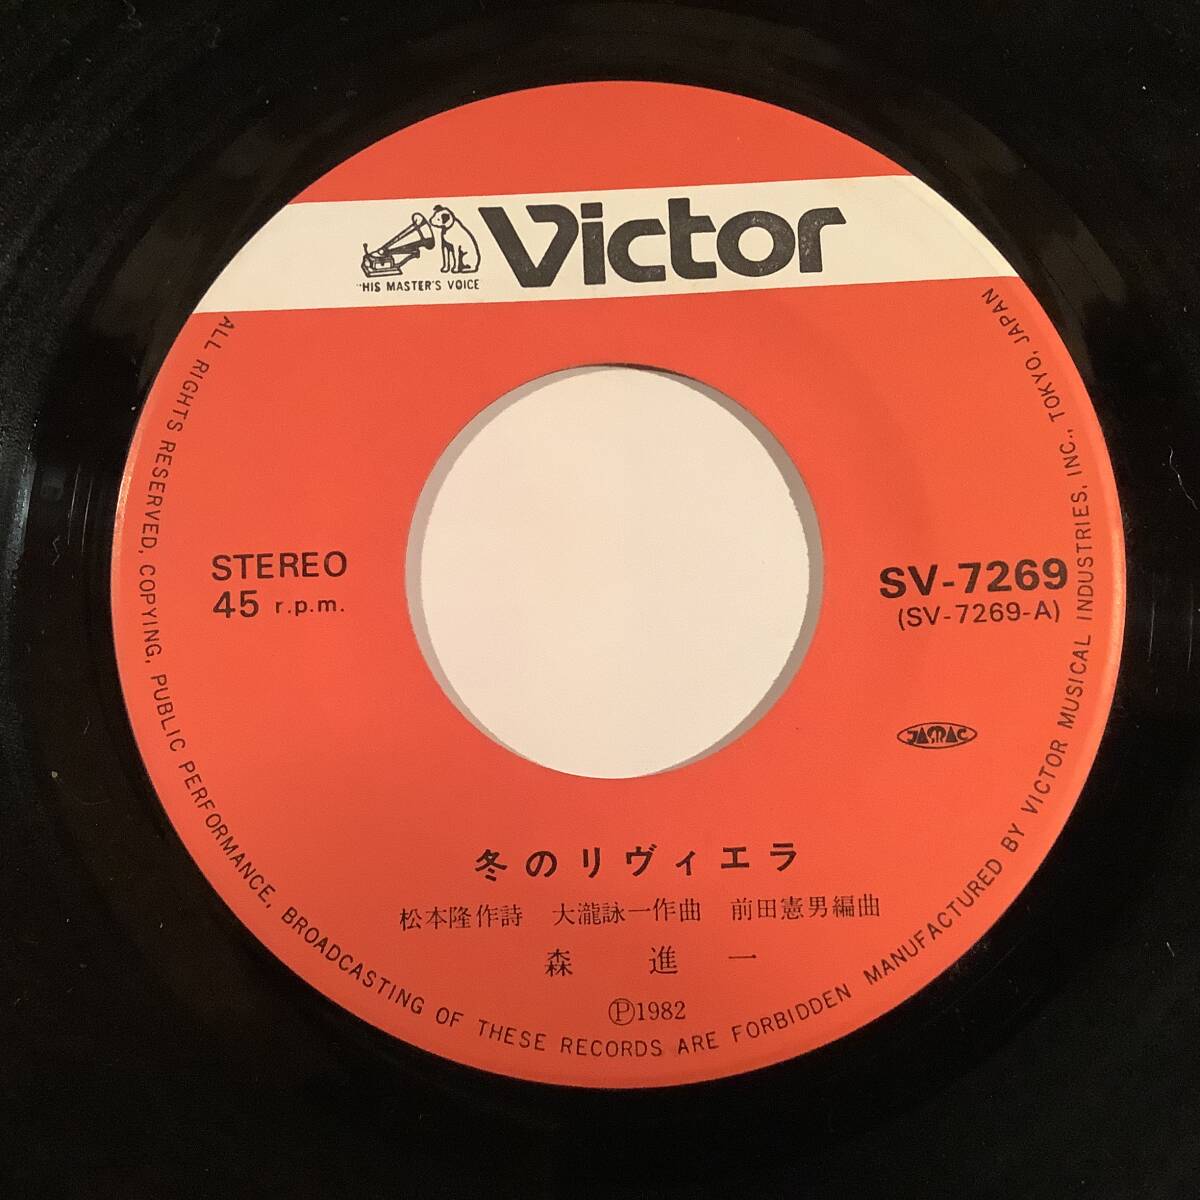 Victor
"HIS MASTER'S VOICE
STEREO
45 r.p.m.
SV-7269
(SV-7269-A)
JASRAC
冬のリヴィエラ
松本隆作詩 大瀧詠一作曲 前田憲男編曲
森 進 一
Ⓟ1982
ALL RIGHTS RESERVED, COPYING, PUBLIC PERFORMANCE, BROADCASTING OF THESE RECORDS ARE FORBIDDEN MANUFACTURED BY VICTOR MUSICAL INDUSTRIES, INC., TOKYO, JAPAN